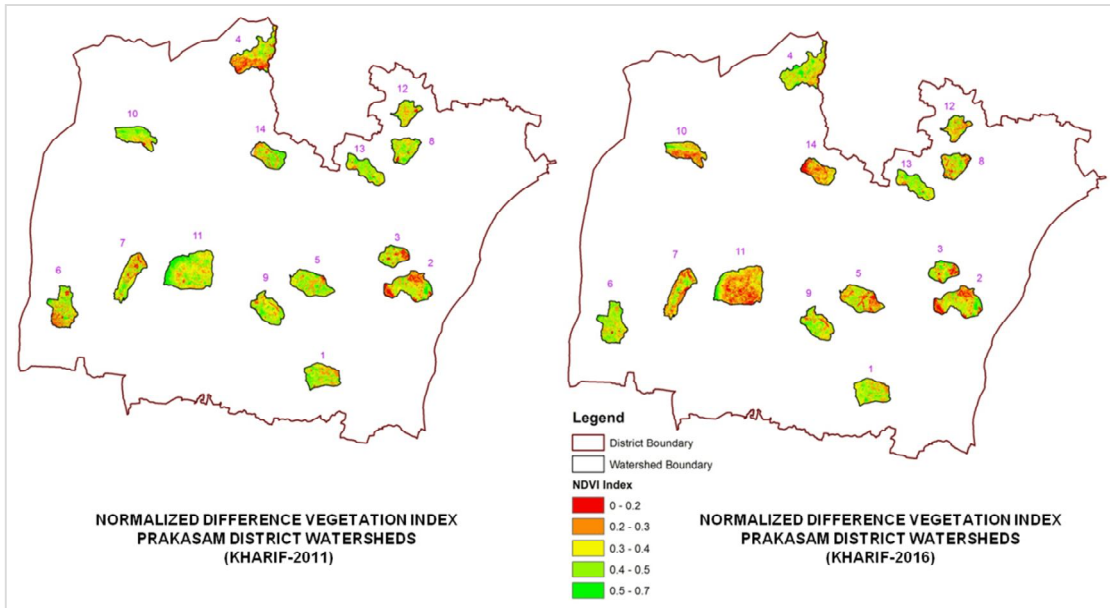 4
12
10
14
13
8
3
7
11
2
5
6
9
1
NORMALIZED DIFFERENCE VEGETATION INDEX
PRAKASAM DISTRICT WATERSHEDS
(KHARIF-2011)
4
12
10
14
13
8
3
7
11
2
5
6
9
1
Legend
District Boundary
Watershed Boundary
NDVI Index
0 - 0.2
0.2 - 0.3
0.3 - 0.4
0.4 - 0.5
0.5 - 0.7
NORMALIZED DIFFERENCE VEGETATION INDEX
PRAKASAM DISTRICT WATERSHEDS
(KHARIF-2016)